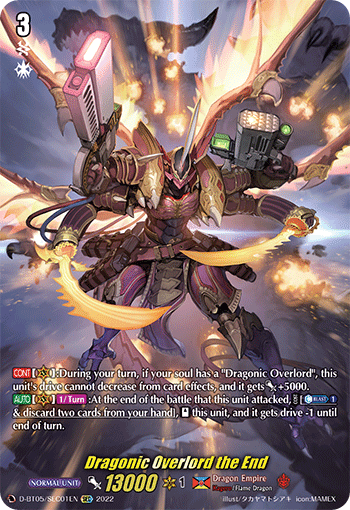 3
CONT [ ]:During your turn, if your soul has a "Dragonic Overlord", this
unit's drive cannot decrease from card effects, and it gets +5000.
AUTO [ ] 1/Turn :At the end of the battle that this unit attacked, [C BLAST 1
& discard two cards from your hand], this unit, and it gets drive -1 until
end of turn.
Dragonic Overlord the End
NORMAL UNIT 13000 1 Dragon Empire
Kagero / Flame Dragon
D-BT05/SEC01EN SEC 2022 illust/タカヤマトシアキ icon:MAMEX